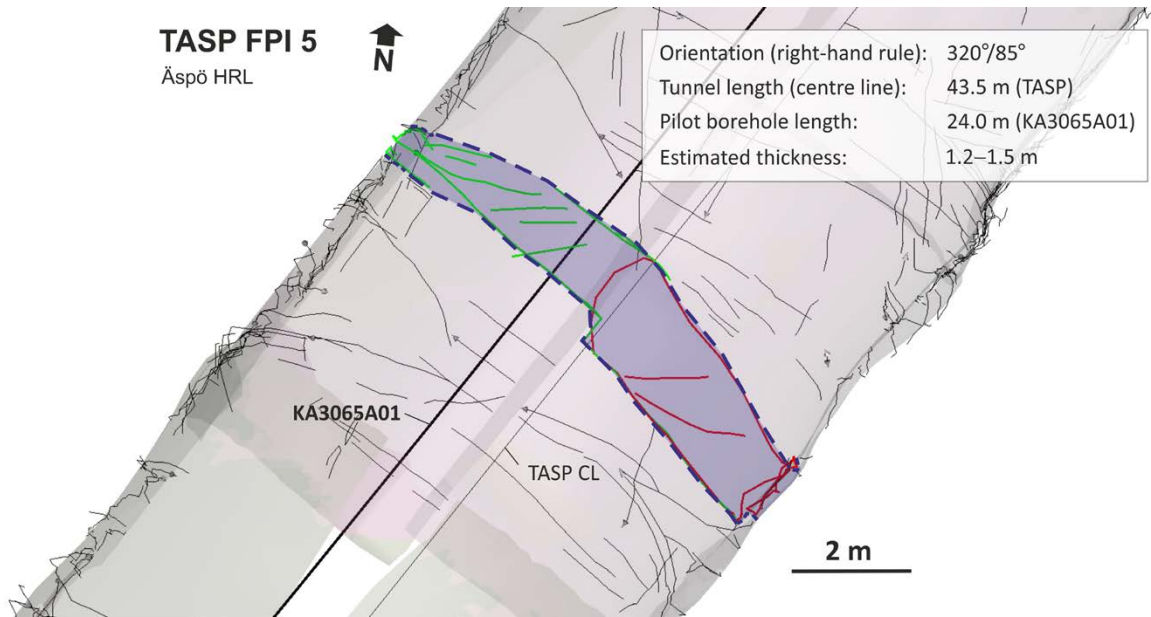 TASP FPI 5
Äspö HRL
N
Orientation (right-hand rule): 320°/85°
Tunnel length (centre line): 43.5 m (TASP)
Pilot borehole length: 24.0 m (KA3065A01)
Estimated thickness: 1.2–1.5 m
KA3065A01
TASP CL
2 m